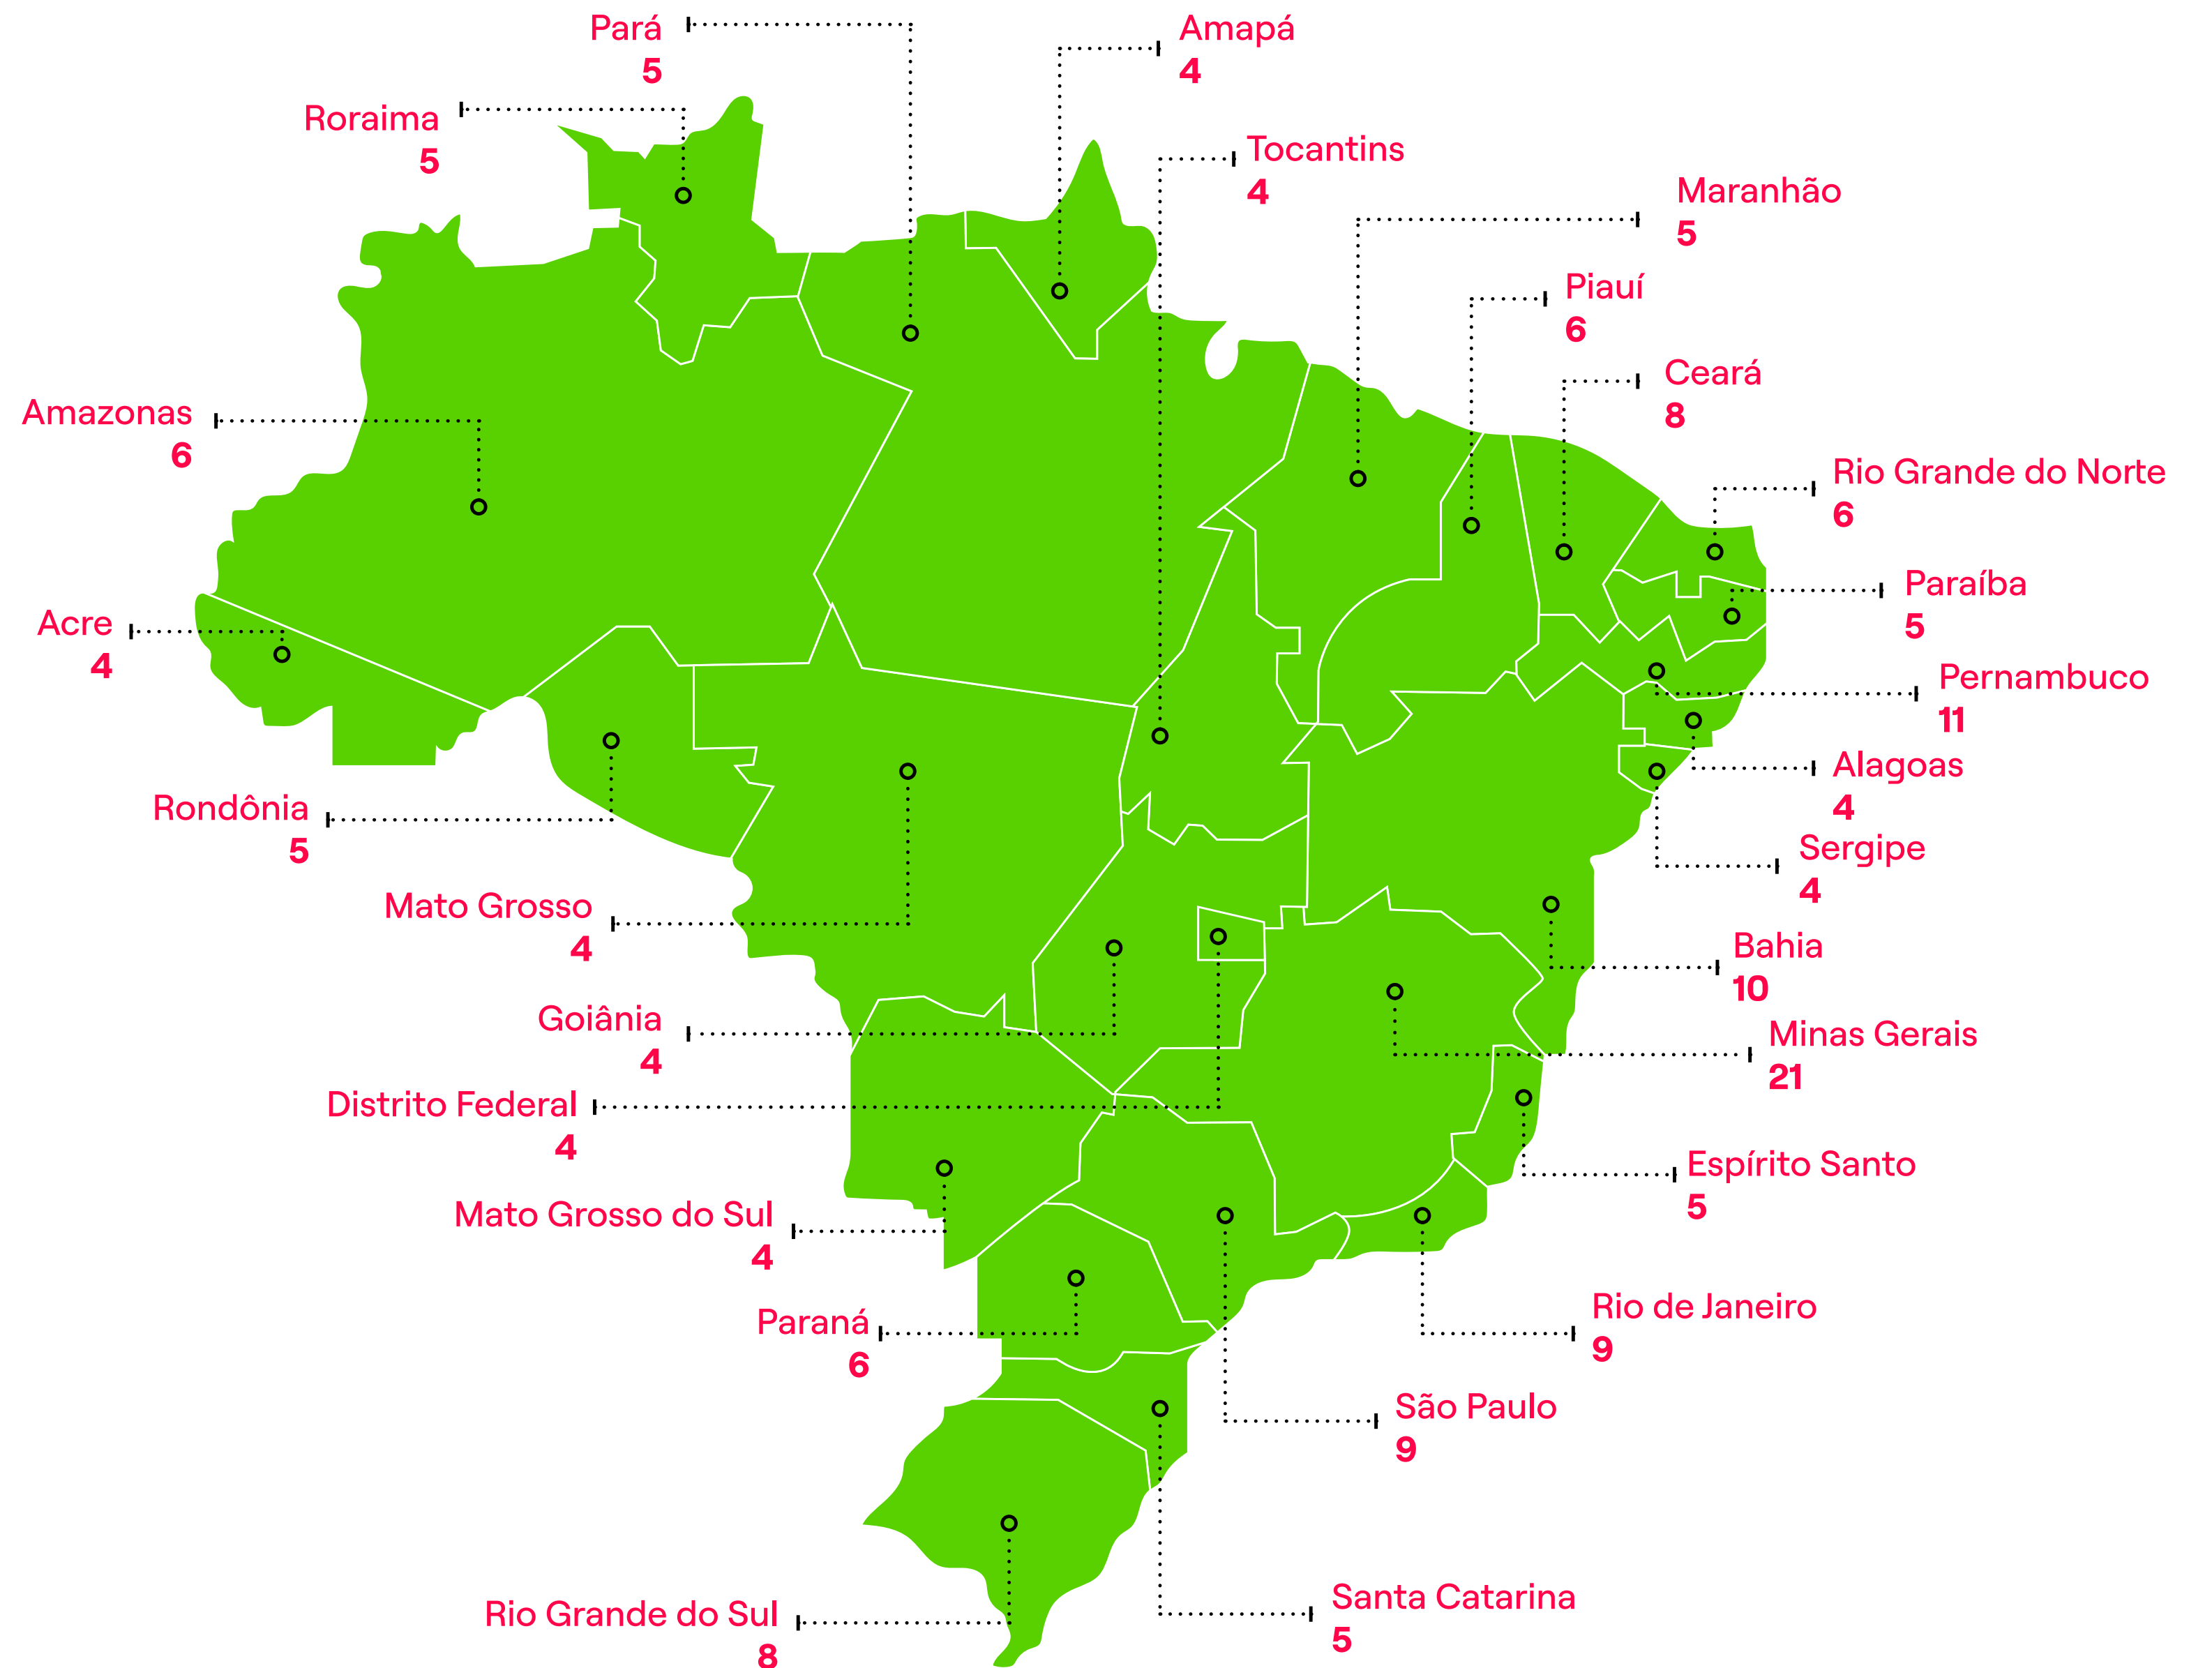 Pará
5
Amapá
4
Roraima
5
Tocantins
4
Maranhão
5
Piauí
6
Ceará
8
Amazonas
6
Rio Grande do Norte
6
Paraíba
5
Acre
4
Pernambuco
11
Alagoas
4
Rondônia
5
Sergipe
4
Mato Grosso
4
Bahia
10
Goiânia
4
Minas Gerais
21
Distrito Federal
4
Espírito Santo
5
Mato Grosso do Sul
4
Rio de Janeiro
9
Paraná
6
São Paulo
9
Santa Catarina
5
Rio Grande do Sul
8